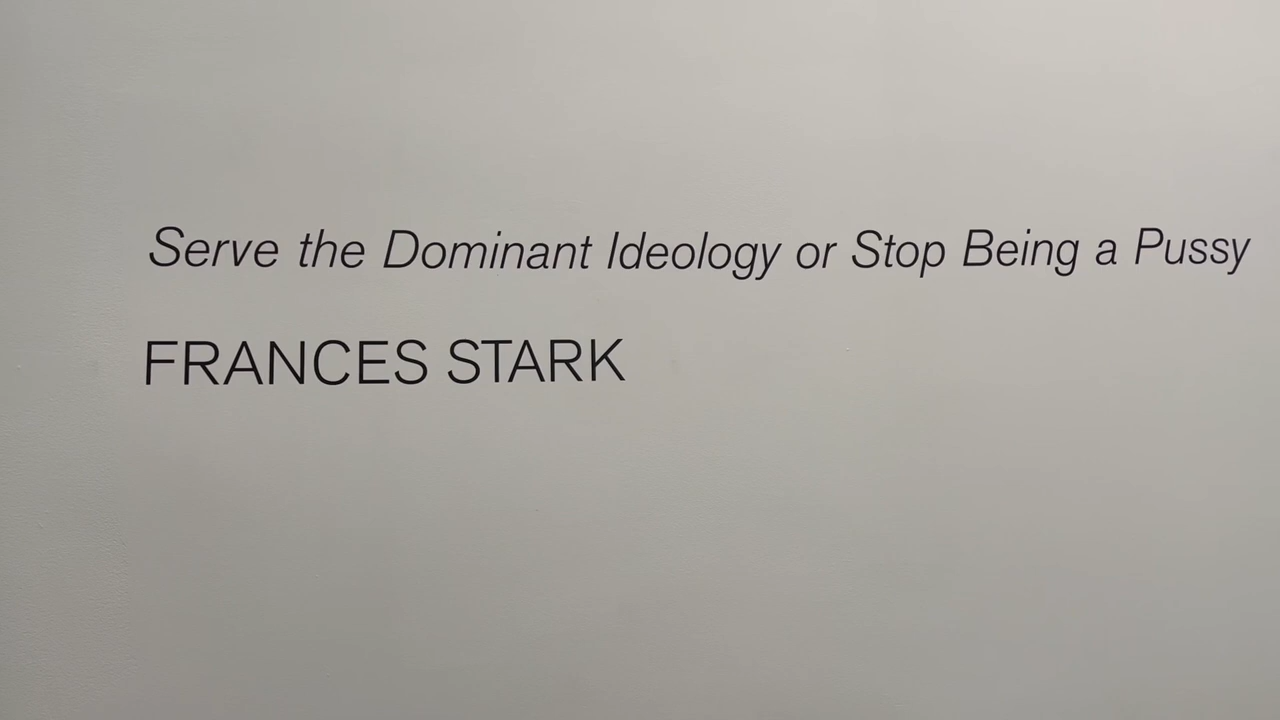 Serve the Dominant Ideology or Stop Being a Pussy
FRANCES STARK